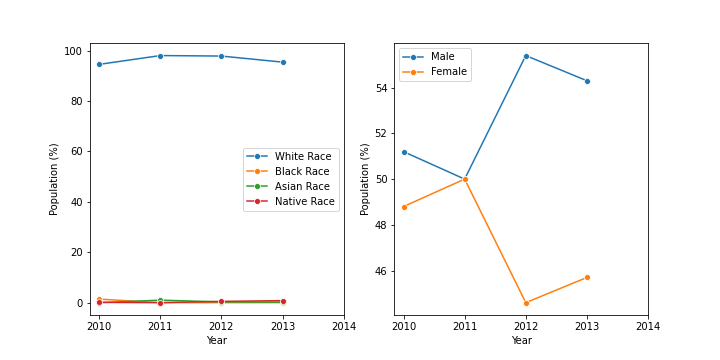 100
80
60
40
20
0
Population (%)
White Race
Black Race
Asian Race
Native Race
2010 2011 2012 2013 2014
Year
54
52
50
48
46
Population (%)
Male
Female
2010 2011 2012 2013 2014
Year